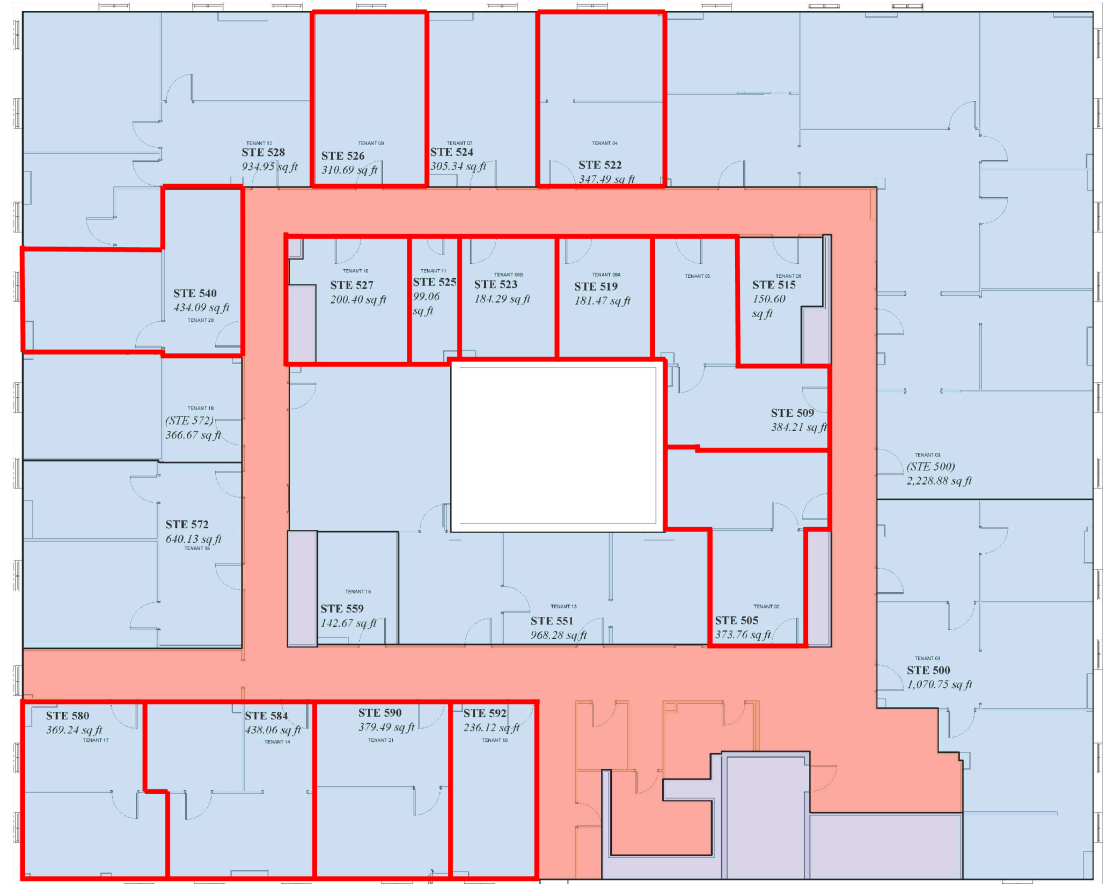 TENANT 12
STE 528
934.95 sq ft
TENANT 09
STE 526
310.69 sq ft
TENANT 07
STE 524
305.34 sq ft
TENANT 04
STE 522
347.49 sq ft
STE 540
434.09 sq ft
TENANT 20
TENANT 10
STE 527
200.40 sq ft
TENANT 11
STE 525
99.06
sq ft
STE 523
184.29 sq ft
STE 519
181.47 sq ft
TENANT 05
TENANT 06
STE 515
150.60
sq ft
TENANT 18
(STE 572)
366.67 sq ft
STE 509
384.21 sq ft
TENANT 03
(STE 500)
2,228.88 sq ft
STE 572
640.13 sq ft
TENANT 15
STE 559
142.67 sq ft
TENANT 13
STE 551
968.28 sq ft
TENANT 02
STE 505
373.76 sq ft
STE 500
1,070.75 sq ft
STE 580
369.24 sq ft
TENANT 17
STE 584
438.06 sq ft
TENANT 14
STE 590
379.49 sq ft
TENANT 21
STE 592
236.12 sq ft